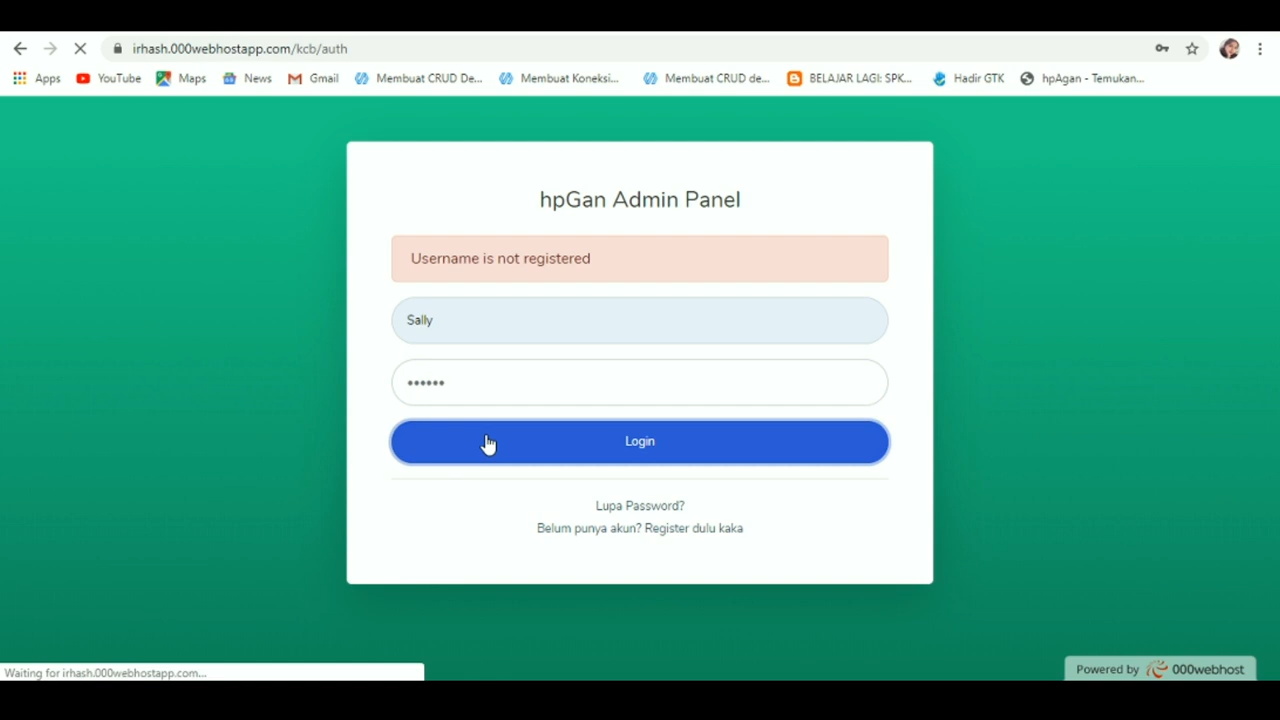 irhash.000webhostapp.com/kcb/auth
Apps YouTube Maps News Gmail Membuat CRUD De... Membuat Koneksi... Membuat CRUD de... BELAJAR LAGI: SPK... Hadir GTK hpAgan - Temukan...
hpGan Admin Panel
Username is not registered
Sally
••••••
Login
Lupa Password?
Belum punya akun? Register dulu kaka
Waiting for irhash.000webhostapp.com...
Powered by 000webhost